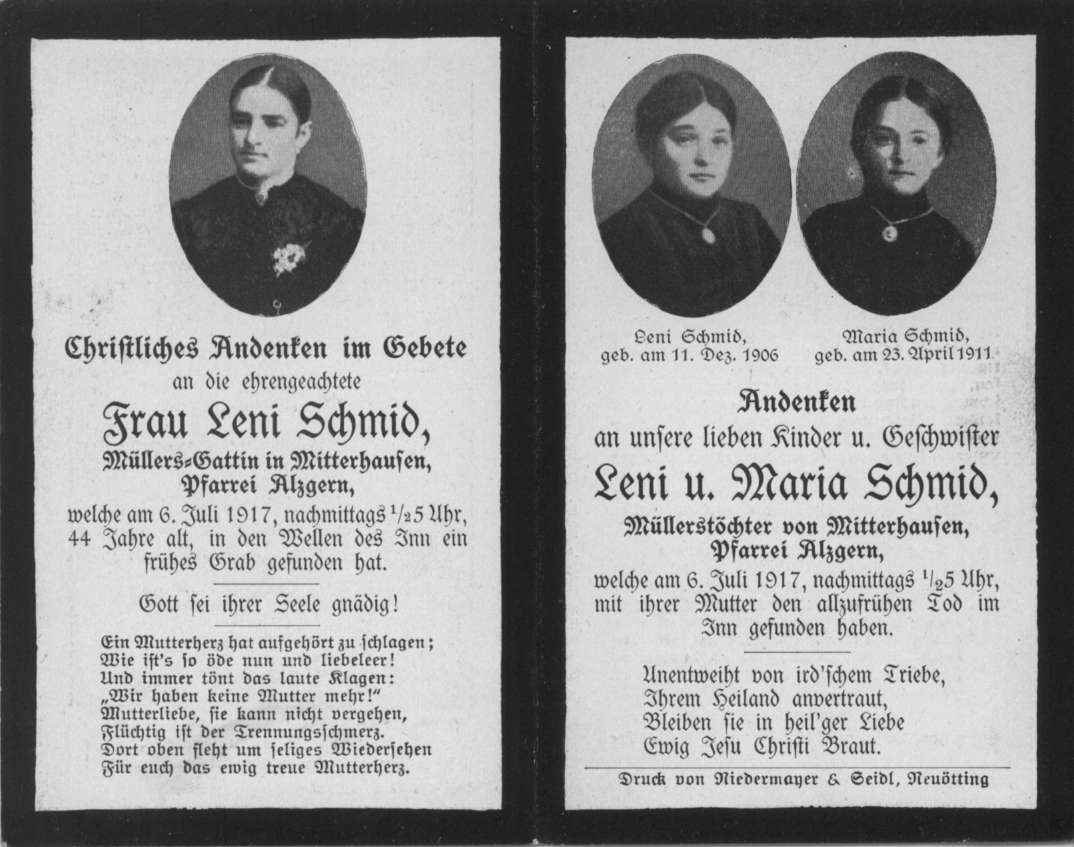 Christliches Andenken im Gebete
an die ehrengeachtete
Frau Leni Schmid,
Müllers-Gattin in Mitterhausen,
Pfarrei Alzgern,
welche am 6. Juli 1917, nachmittags ½5 Uhr,
44 Jahre alt, in den Wellen des Inn ein
frühes Grab gefunden hat.
Gott sei ihrer Seele gnädig!
Ein Mutterherz hat aufgehört zu schlagen;
Wie ist's so öde nun und liebeleer!
Und immer tönt das laute Klagen:
„Wir haben keine Mutter mehr!"
Mutterliebe, sie kann nicht vergehen,
Flüchtig ist der Trennungsschmerz.
Dort oben fleht um seliges Wiedersehen
Für euch das ewig treue Mutterherz.
Leni Schmid,
geb. am 11. Dez. 1906
Maria Schmid,
geb. am 23. April 1911
Andenken
an unsere lieben Kinder u. Geschwister
Leni u. Maria Schmid,
Müllerstöchter von Mitterhausen,
Pfarrei Alzgern,
welche am 6. Juli 1917, nachmittags ½5 Uhr,
mit ihrer Mutter den allzufrühen Tod im
Inn gefunden haben.
Unentweiht von ird'schem Triebe,
Ihrem Heiland anvertraut,
Bleiben sie in heil'ger Liebe
Ewig Jesu Christi Braut.
Druck von Niedermayer & Seidl, Neuötting